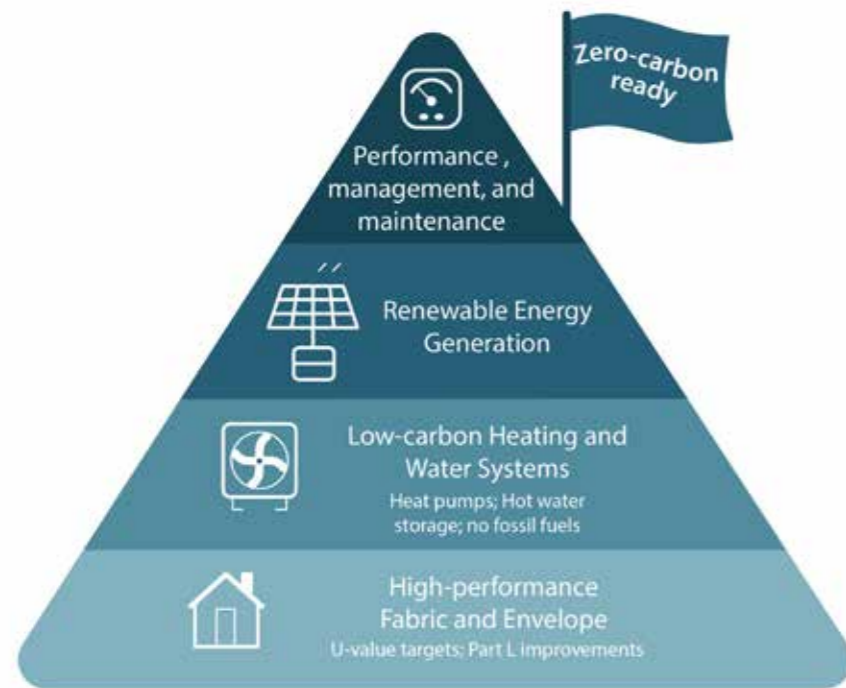 Zero-carbon
ready
Performance ,
management, and
maintenance
Renewable Energy
Generation
Low-carbon Heating and
Water Systems
Heat pumps; Hot water
storage; no fossil fuels
High-performance
Fabric and Envelope
U-value targets; Part L improvements